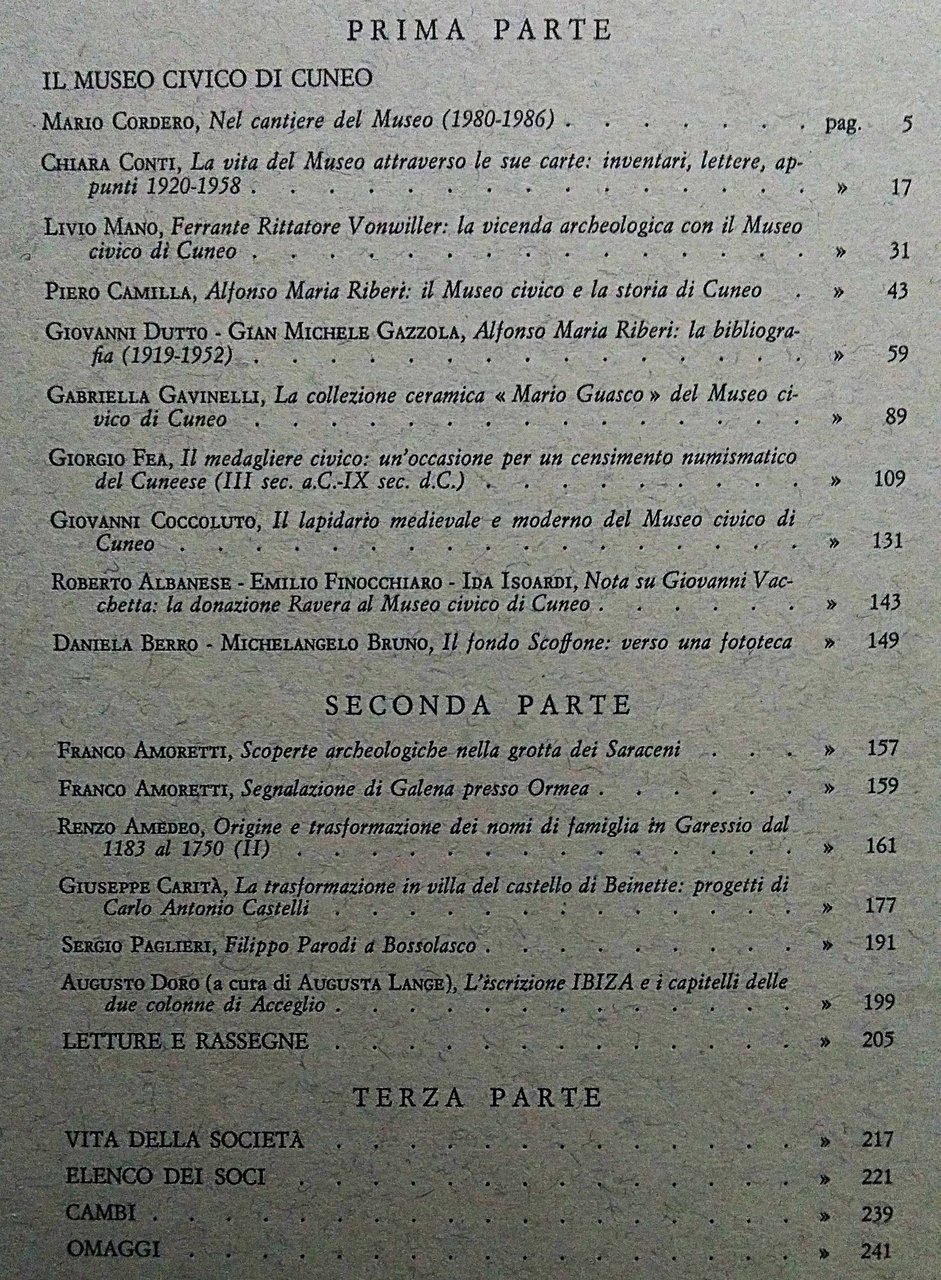 PRIMA PARTE
IL MUSEO CIVICO DI CUNEO
MARIO CORDERO, Nel cantiere del Museo (1980-1986) . . . . . . . pag. 5
CHIARA CONTI, La vita del Museo attraverso le sue carte: inventari, lettere, ap-
punti 1920-1958 . . . . . . . . . . . . . . . » 17
LIVIO MANO, Ferrante Rittatore Vonwiller: la vicenda archeologica con il Museo
civico di Cuneo . . . . . . . . . . . . . . . » 31
PIERO CAMILLA, Alfonso Maria Riberi: il Museo civico e la storia di Cuneo . » 43
GIOVANNI DUTTO - GIAN MICHELE GAZZOLA, Alfonso Maria Riberi: la bibliogra-
fia (1919-1952) . . . . . . . . . . . . . . . » 59
GABRIELLA GAVINELLI, La collezione ceramica « Mario Guasco » del Museo ci-
vico di Cuneo . . . . . . . . . . . . . . » 89
GIORGIO FEA, Il medagliere civico: un'occasione per un censimento numismatico
del Cuneese (III sec. a.C.-IX sec. d.C.) . . . . . . . . . » 109
GIOVANNI COCCOLUTO, Il lapidario medievale e moderno del Museo civico di
Cuneo . . . . . . . . . . . . . . . . . » 131
ROBERTO ALBANESE - EMILIO FINOCCHIARO - IDA ISOARDI, Nota su Giovanni Vac-
chetta: la donazione Ravera al Museo civico di Cuneo . . . . . . » 143
DANIELA BERRO - MICHELANGELO BRUNO, Il fondo Scoffone: verso una fototeca » 149
SECONDA PARTE
FRANCO AMORETTI, Scoperte archeologiche nella grotta dei Saraceni . . . » 157
FRANCO AMORETTI, Segnalazione di Galena presso Ormea . . . . . . » 159
RENZO AMEDEO, Origine e trasformazione dei nomi di famiglia in Garessio dal
1183 al 1750 (II) . . . . . . . . . . . . . . » 161
GIUSEPPE CARITÀ, La trasformazione in villa del castello di Beinette: progetti di
Carlo Antonio Castelli . . . . . . . . . . . . . » 177
SERGIO PAGLIERI, Filippo Parodi a Bossolasco . . . . . . . . . » 191
AUGUSTO DORO (a cura di AUGUSTA LANGE), L'iscrizione IBIZA e i capitelli delle
due colonne di Acceglio . . . . . . . . . . . . . » 199
LETTURE E RASSEGNE . . . . . . . . . . . . . » 205
TERZA PARTE
VITA DELLA SOCIETÀ . . . . . . . . . . . . . » 217
ELENCO DEI SOCI . . . . . . . . . . . . . . » 221
CAMBI . . . . . . . . . . . . . . . . . . » 239
OMAGGI . . . . . . . . . . . . . . . . . » 241